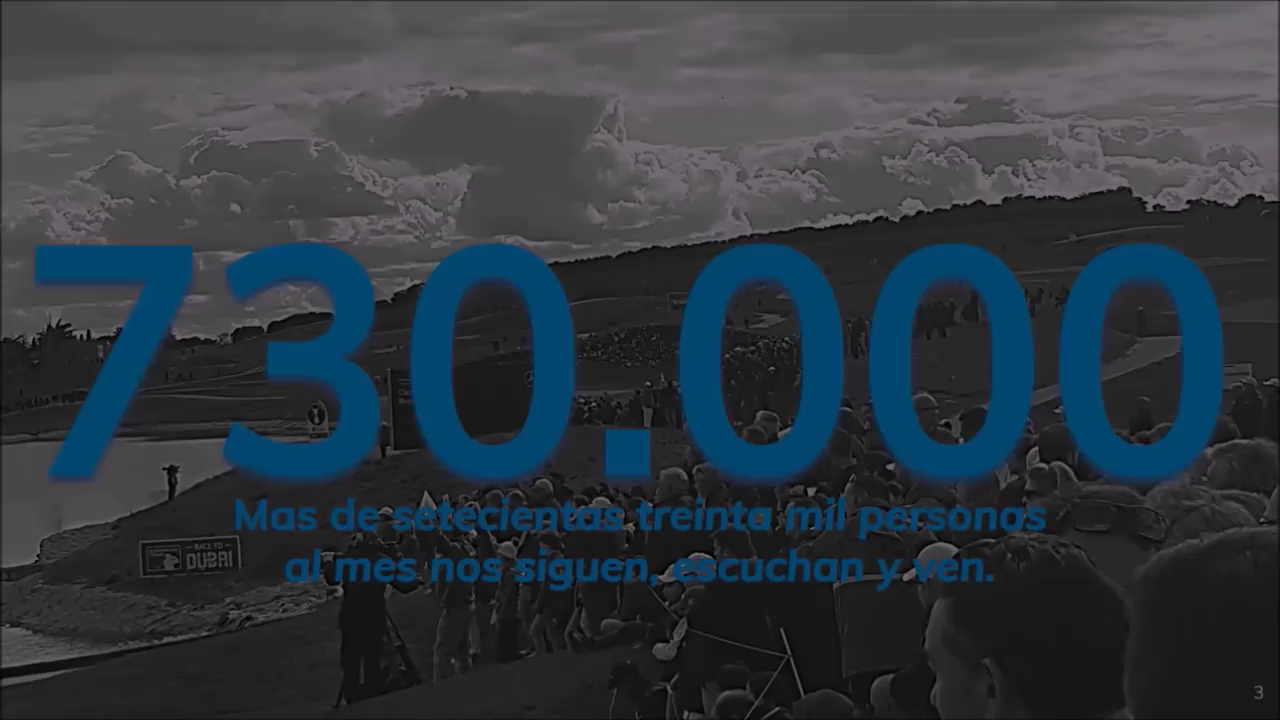 730.000
Mas de setecientas treinta mil personas
al mes nos siguen, escuchan y ven.
RACE TO
DUBAI
3